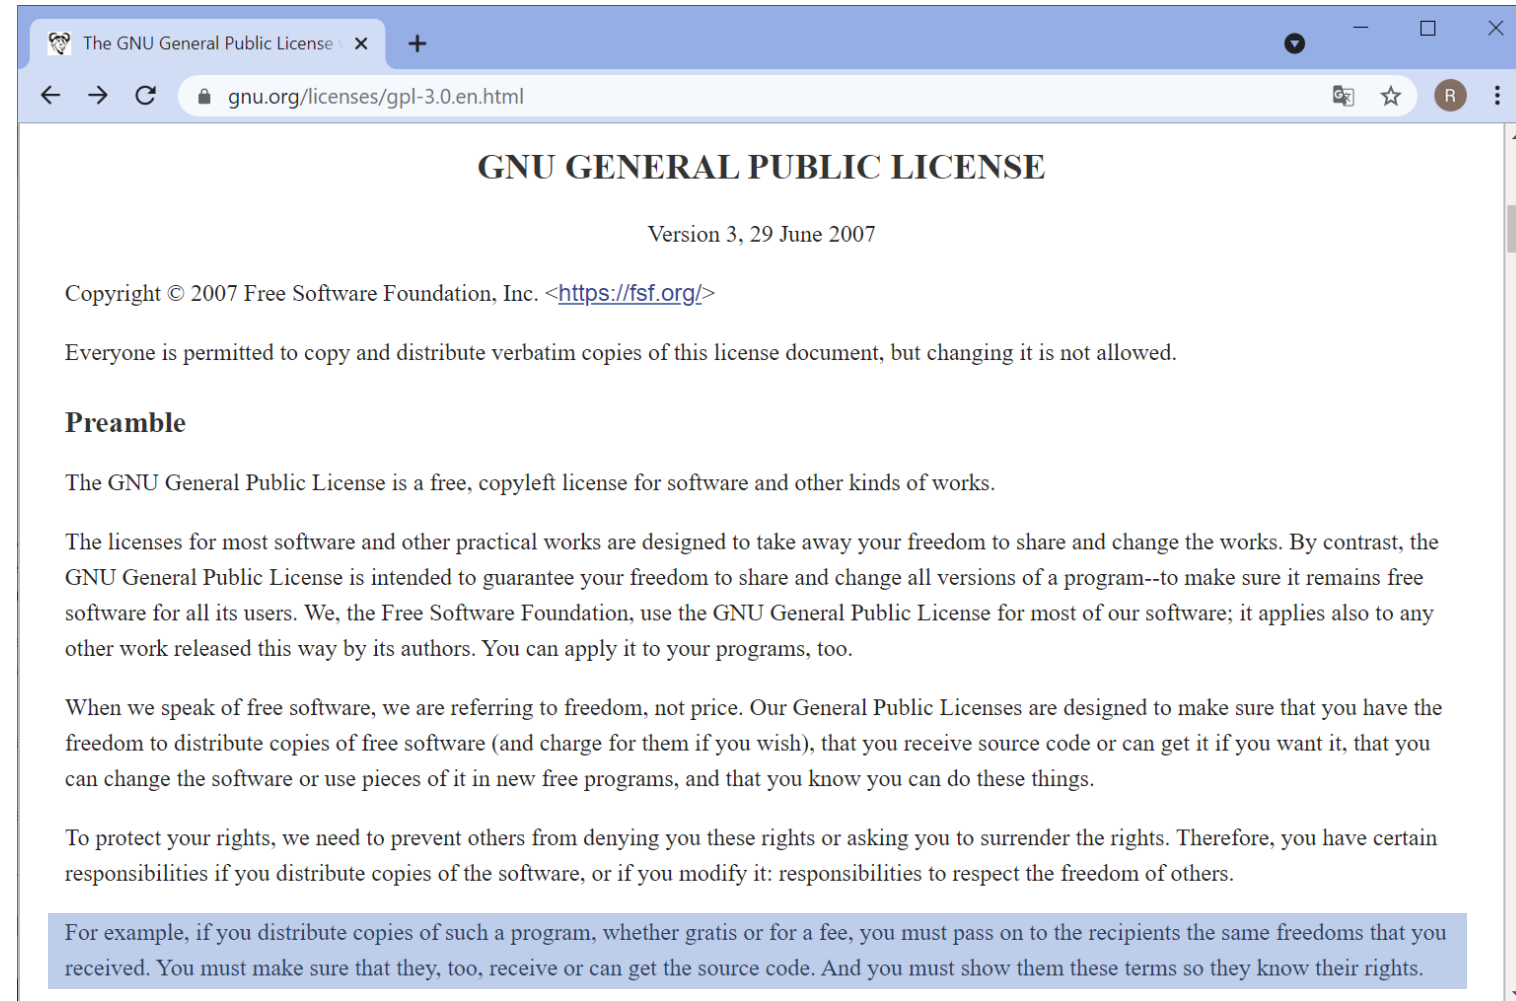 The GNU General Public License
gnu.org/licenses/gpl-3.0.en.html
R
GNU GENERAL PUBLIC LICENSE
Version 3, 29 June 2007
Copyright © 2007 Free Software Foundation, Inc. <https://fsf.org/>
Everyone is permitted to copy and distribute verbatim copies of this license document, but changing it is not allowed.
Preamble
The GNU General Public License is a free, copyleft license for software and other kinds of works.
The licenses for most software and other practical works are designed to take away your freedom to share and change the works. By contrast, the
GNU General Public License is intended to guarantee your freedom to share and change all versions of a program--to make sure it remains free
software for all its users. We, the Free Software Foundation, use the GNU General Public License for most of our software; it applies also to any
other work released this way by its authors. You can apply it to your programs, too.
When we speak of free software, we are referring to freedom, not price. Our General Public Licenses are designed to make sure that you have the
freedom to distribute copies of free software (and charge for them if you wish), that you receive source code or can get it if you want it, that you
can change the software or use pieces of it in new free programs, and that you know you can do these things.
To protect your rights, we need to prevent others from denying you these rights or asking you to surrender the rights. Therefore, you have certain
responsibilities if you distribute copies of the software, or if you modify it: responsibilities to respect the freedom of others.
For example, if you distribute copies of such a program, whether gratis or for a fee, you must pass on to the recipients the same freedoms that you
received. You must make sure that they, too, receive or can get the source code. And you must show them these terms so they know their rights.